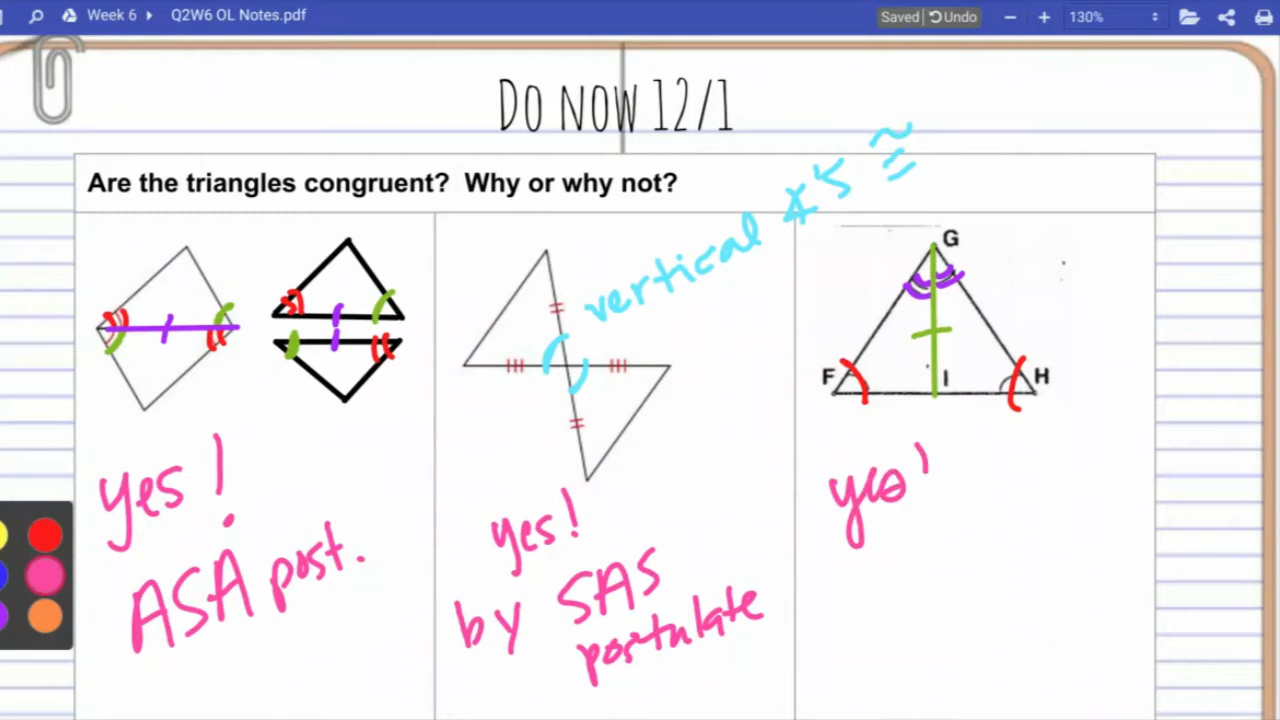 Week 6 Q2W6 OL Notes.pdf Saved Undo 130%
Do now 12/1
Are the triangles congruent? Why or why not?
vertical ∡'s ≅
G
F I H
yes!
ASA post.
yes!
by SAS
postulate
yes